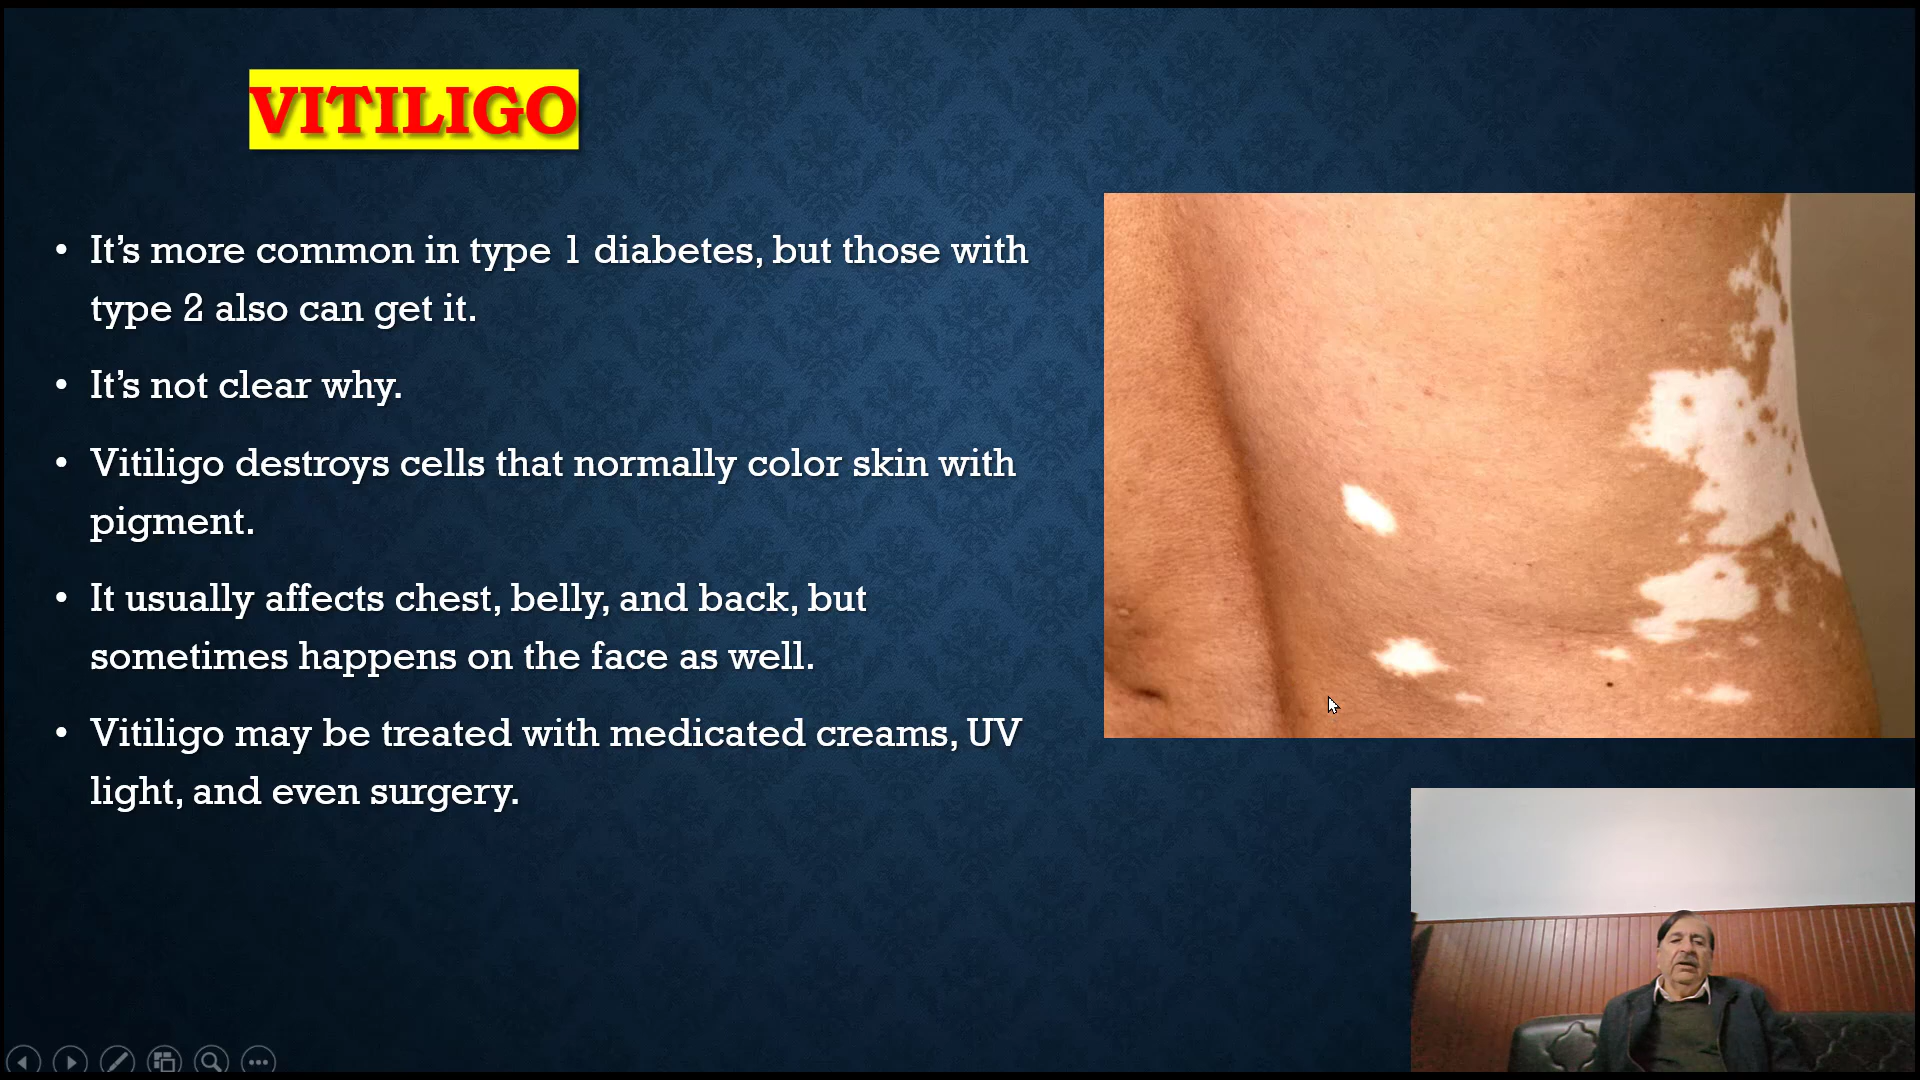 VITILIGO
• It’s more common in type 1 diabetes, but those with
type 2 also can get it.
• It’s not clear why.
• Vitiligo destroys cells that normally color skin with
pigment.
• It usually affects chest, belly, and back, but
sometimes happens on the face as well.
• Vitiligo may be treated with medicated creams, UV
light, and even surgery.